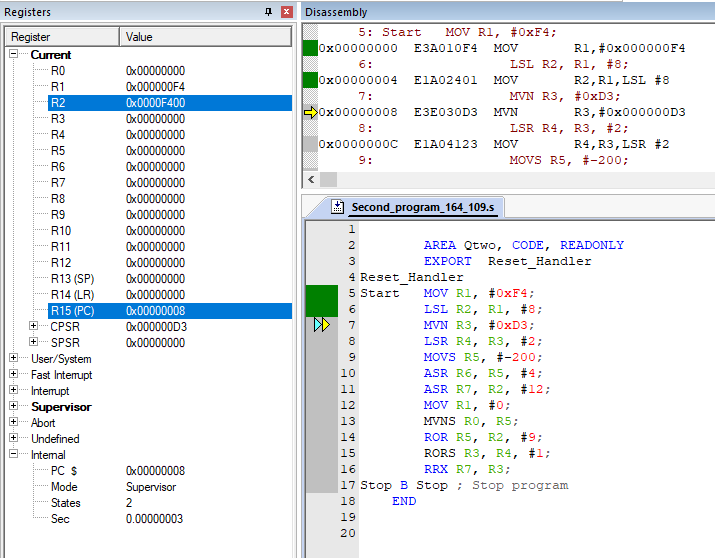 Registers
Register Value
Current
R0 0x00000000
R1 0x000000F4
R2 0x0000F400
R3 0x00000000
R4 0x00000000
R5 0x00000000
R6 0x00000000
R7 0x00000000
R8 0x00000000
R9 0x00000000
R10 0x00000000
R11 0x00000000
R12 0x00000000
R13 (SP) 0x00000000
R14 (LR) 0x00000000
R15 (PC) 0x00000008
CPSR 0x000000D3
SPSR 0x00000000
User/System
Fast Interrupt
Interrupt
Supervisor
Abort
Undefined
Internal
PC $ 0x00000008
Mode Supervisor
States 2
Sec 0.00000003
Disassembly
5: Start MOV R1, #0xF4;
0x00000000 E3A010F4 MOV R1,#0x000000F4
6: LSL R2, R1, #8;
0x00000004 E1A02401 MOV R2,R1,LSL #8
7: MVN R3, #0xD3;
0x00000008 E3E030D3 MVN R3,#0x000000D3
8: LSR R4, R3, #2;
0x0000000C E1A04123 MOV R4,R3,LSR #2
9: MOVS R5, #-200;
Second_program_164_109.s
1
2 AREA Qtwo, CODE, READONLY
3 EXPORT Reset_Handler
4 Reset_Handler
5 Start MOV R1, #0xF4;
6 LSL R2, R1, #8;
7 MVN R3, #0xD3;
8 LSR R4, R3, #2;
9 MOVS R5, #-200;
10 ASR R6, R5, #4;
11 ASR R7, R2, #12;
12 MOV R1, #0;
13 MVNS R0, R5;
14 ROR R5, R2, #9;
15 RORS R3, R4, #1;
16 RRX R7, R3;
17 Stop B Stop ; Stop program
18 END
19
20